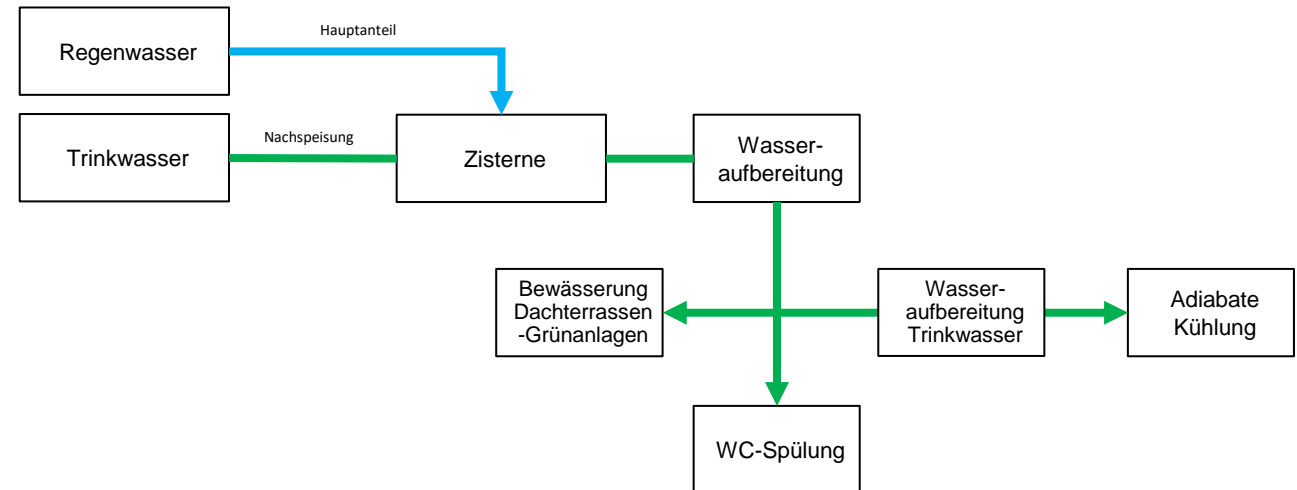 Hauptanteil
Regenwasser
Nachspeisung
Trinkwasser
Zisterne
Wasser-
aufbereitung
Bewässerung
Dachterrassen
-Grünanlagen
Wasser-
aufbereitung
Trinkwasser
Adiabate
Kühlung
WC-Spülung